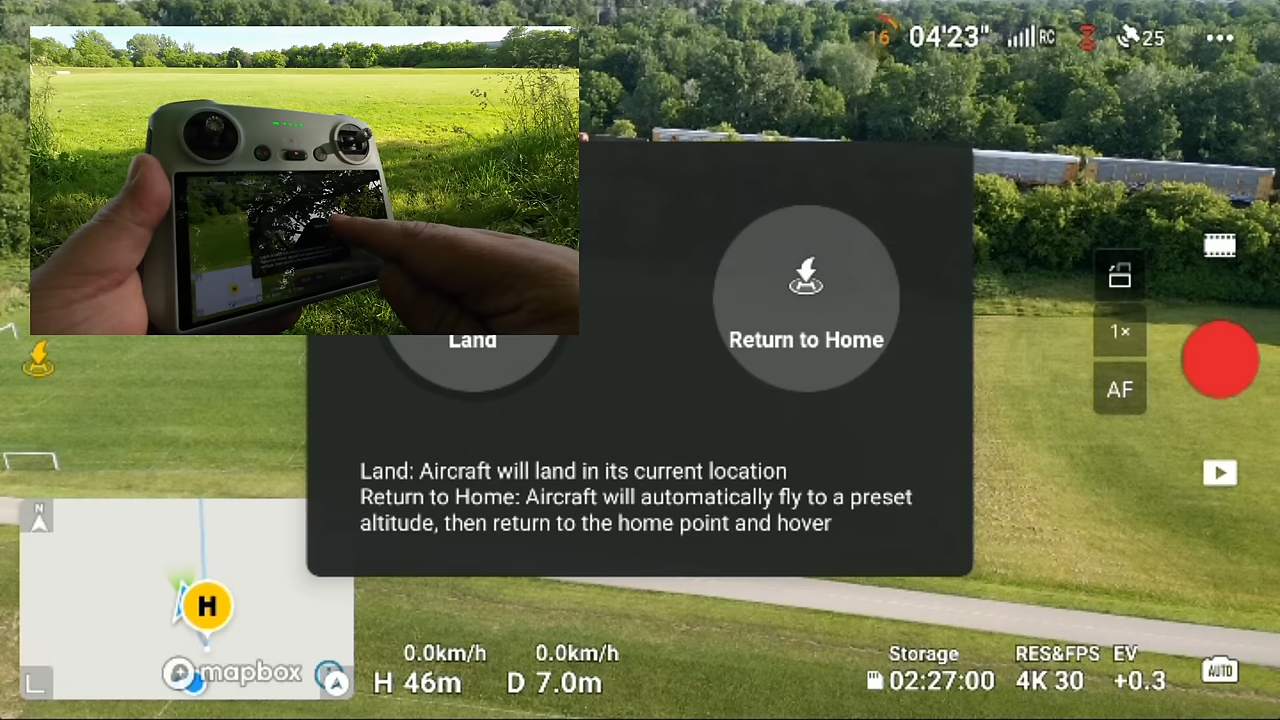 16 04'23" RC 25
Land
Return to Home
1×
AF
Land: Aircraft will land in its current location
Return to Home: Aircraft will automatically fly to a preset
altitude, then return to the home point and hover
N
H
mapbox
0.0km/h 0.0km/h
H 46m D 7.0m
Storage RES&FPS EV
02:27:00 4K 30 +0.3
AUTO